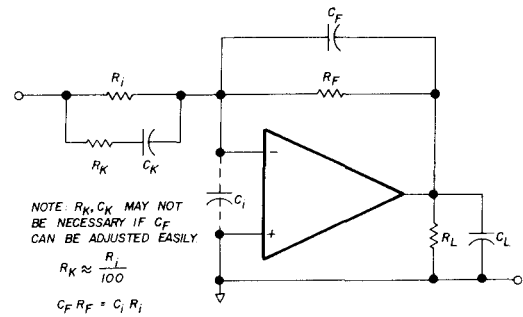 C_F
R_i
R_F
R_K
C_K
−
C_i
+
R_L
C_L
NOTE: R_K, C_K MAY NOT
BE NECESSARY IF C_F
CAN BE ADJUSTED EASILY.
R_K ≈ R_i/100
C_F R_F = C_i R_i